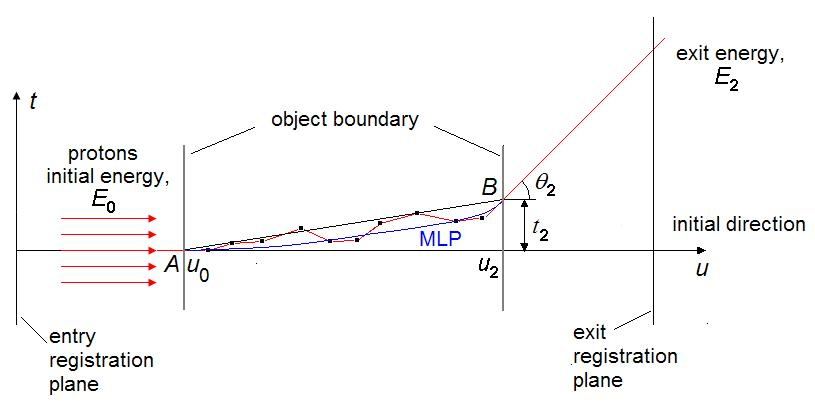 t
protons
initial energy,
E0
object boundary
exit energy,
E2
B
θ2
t2
initial direction
MLP
A u0
u2
u
entry
registration
plane
exit
registration
plane